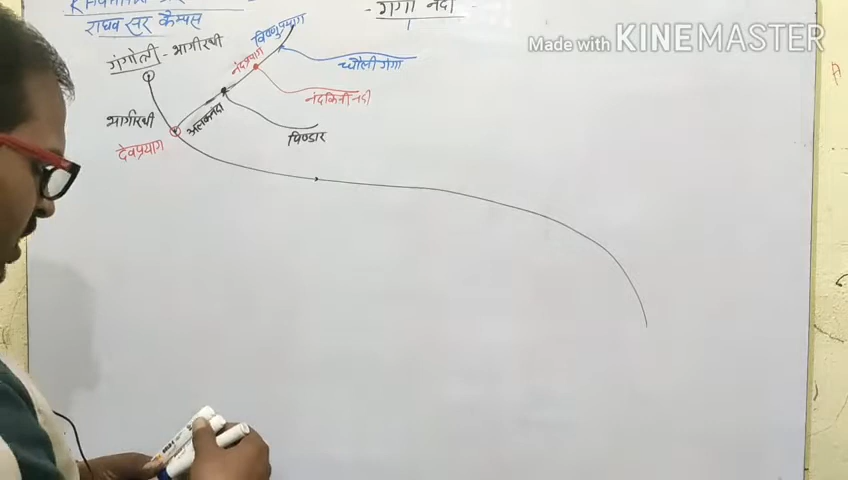 राघव सर कैम्पस
- गंगा नदी -
Made with KINEMASTER
गंगोत्री - भागीरथी
विष्णुप्रयाग
नंदप्रयाग
धौली गंगा
नंदाकिनी नदी
भागीरथी
अलकनंदा
पिण्डार
देवप्रयाग